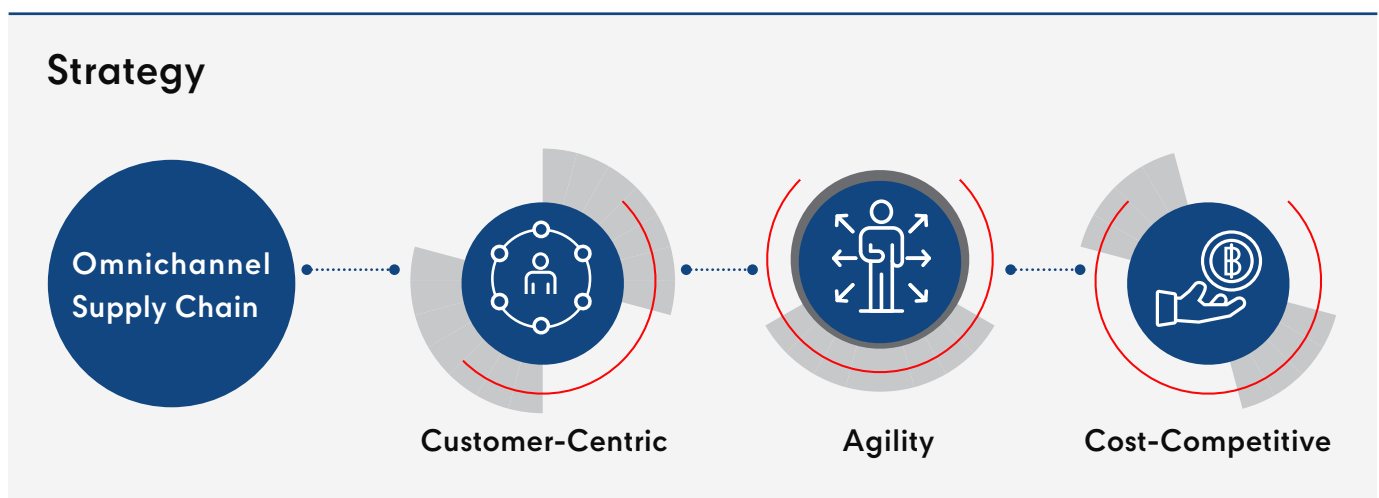 Strategy
Omnichannel
Supply Chain
฿
Customer-Centric
Agility
Cost-Competitive